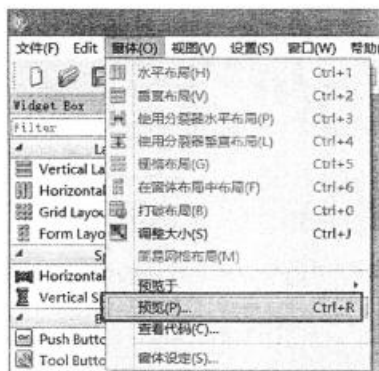 文件(F) Edit 窗体(O) 视图(V) 设置(S) 窗口(W) 帮助
Widget Box
Filter
水平布局(H) Ctrl+1
垂直布局(V) Ctrl+2
使用分裂器水平布局(P) Ctrl+3
使用分裂器垂直布局(L) Ctrl+4
栅格布局(G) Ctrl+5
在窗体布局中布局(F) Ctrl+6
打破布局(B) Ctrl+0
调整大小(S) Ctrl+J
简易网格布局(M)
预览于
预览(P)... Ctrl+R
查看代码(C)...
窗体设定(S)...
La
Vertical La
Horizontal
Grid Layou
Form Layo
Sp
Horizontal
Vertical S
B
Push Butto
Tool Butto